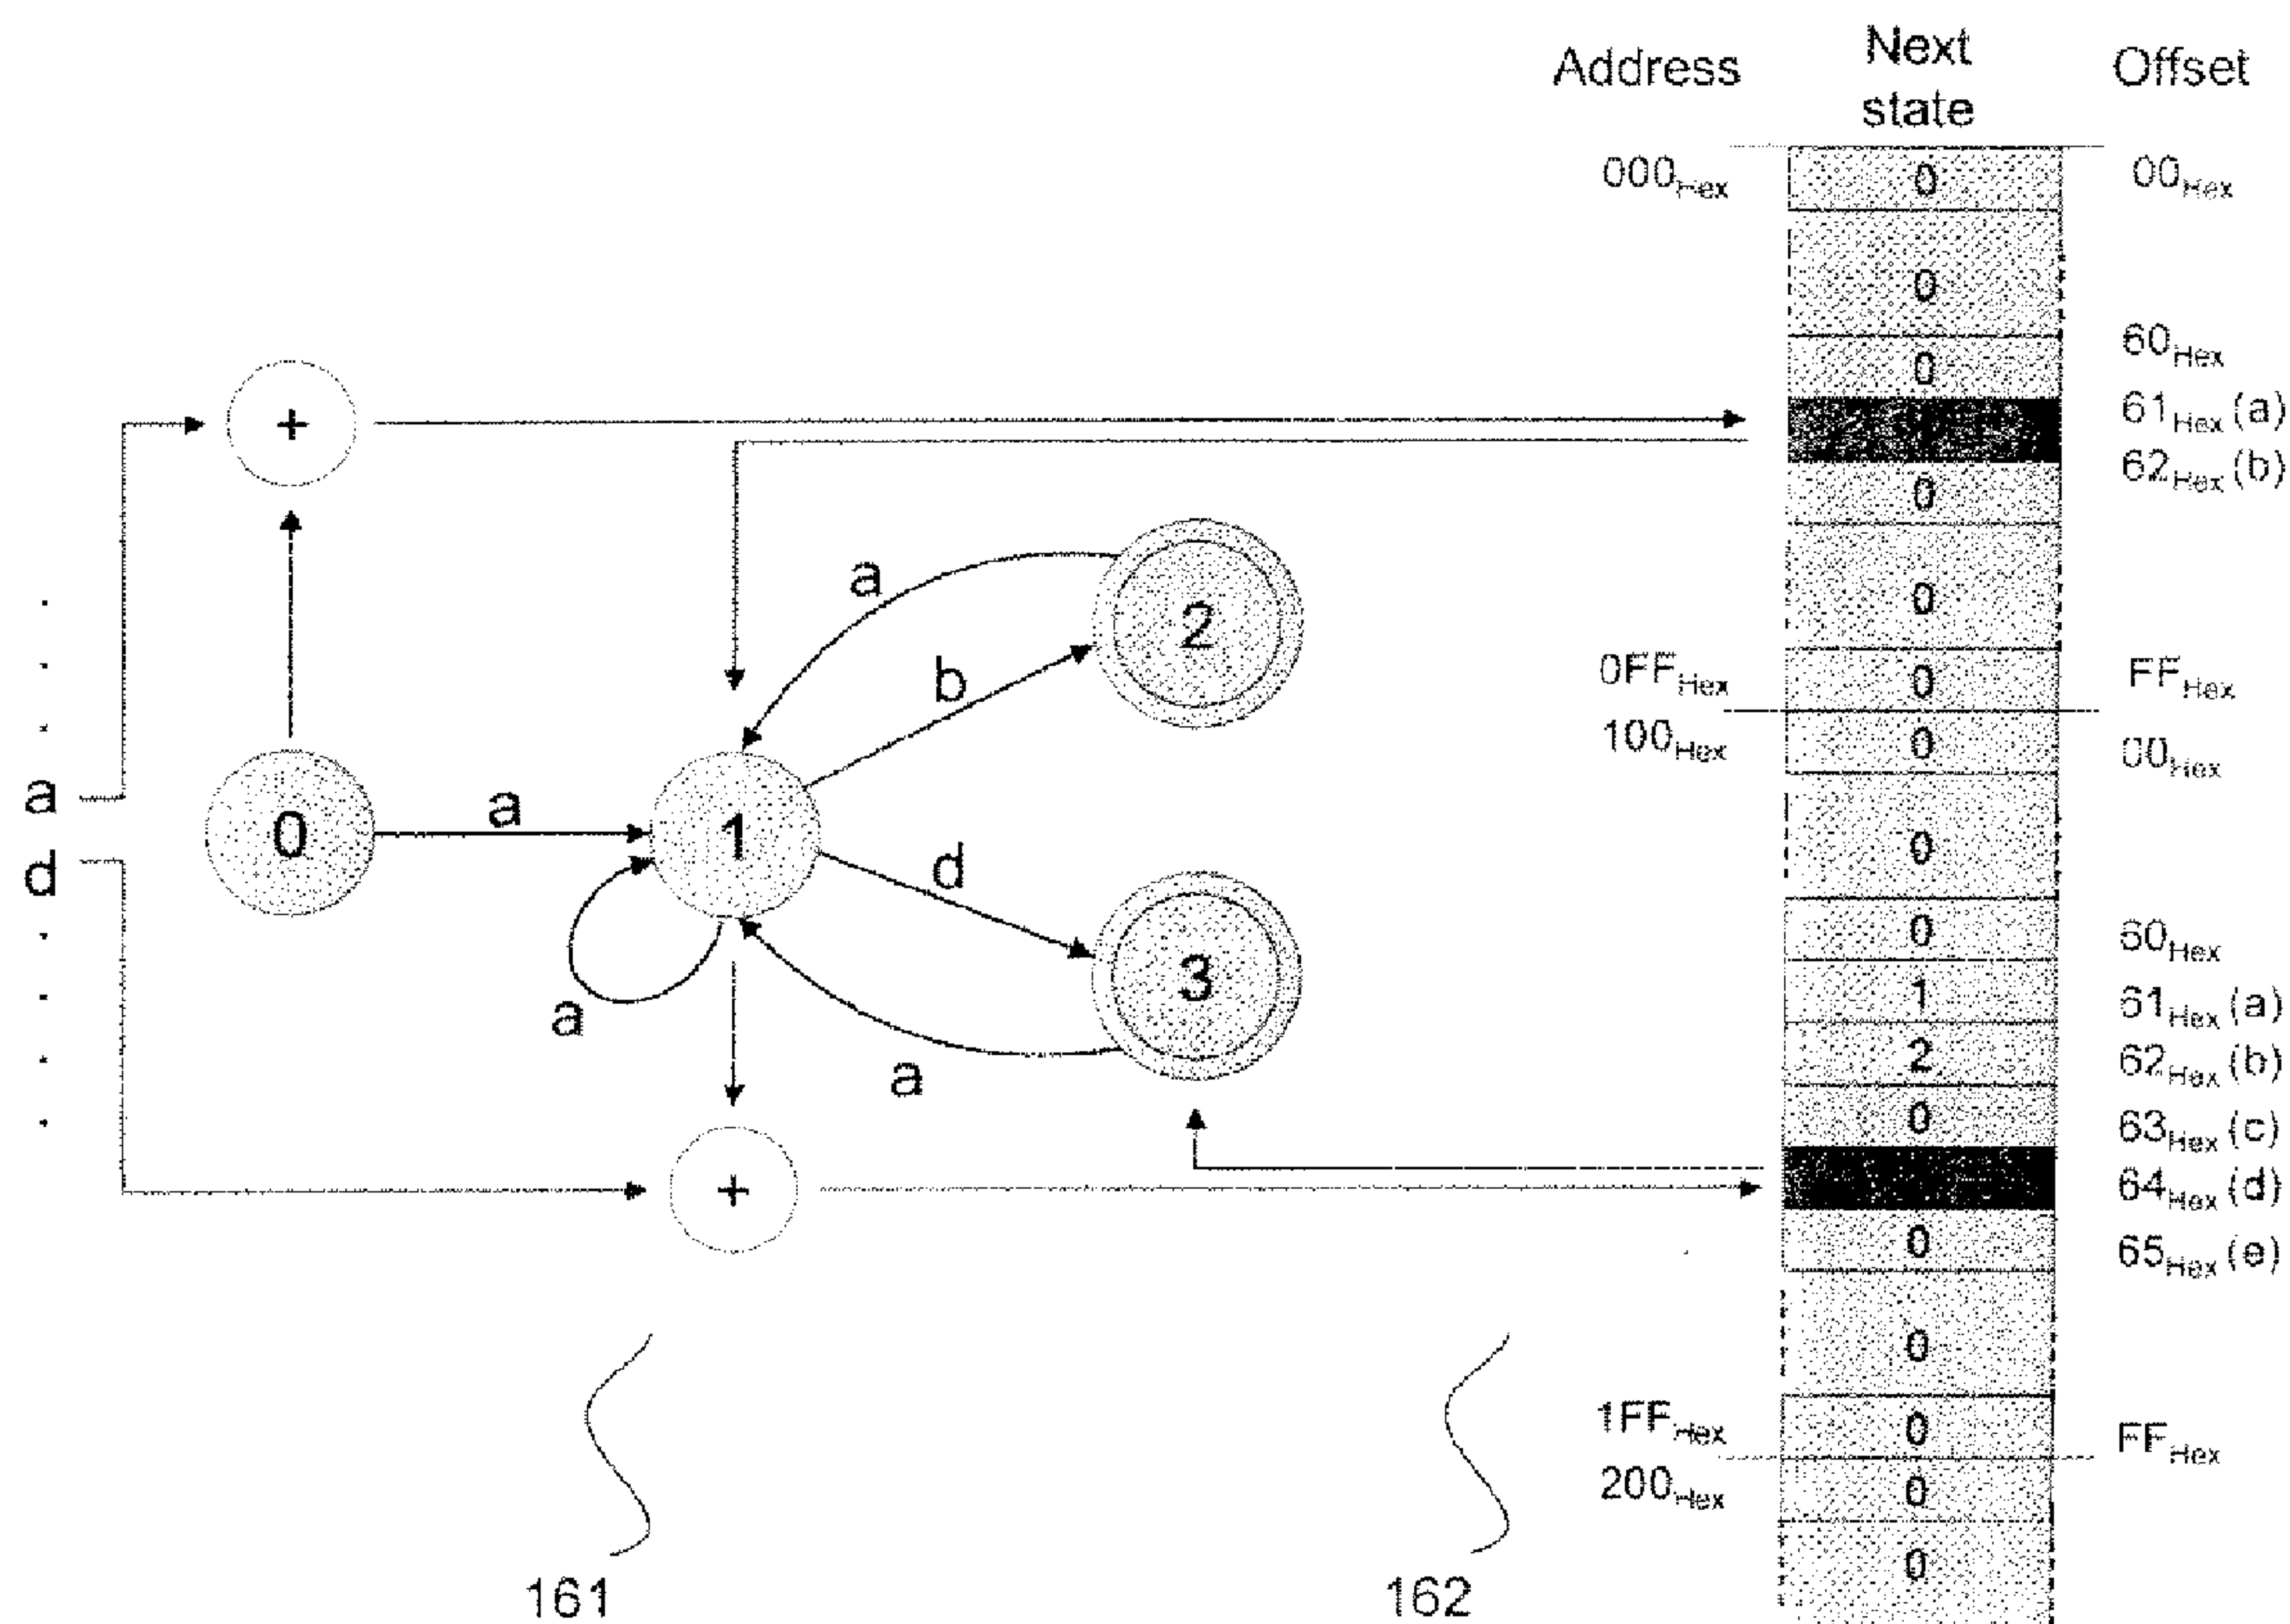 Address
Next
state
Offset
000Hex
0
00Hex
0
60Hex
0
+
61Hex (a)
62Hex (b)
0
a
0
2
b
0FFHex
0
FFHex
100Hex
0
00Hex
a
a
0
1
0
d
d
0
60Hex
3
1
61Hex (a)
a
2
62Hex (b)
a
0
63Hex (c)
+
64Hex (d)
0
65Hex (e)
0
1FFHex
0
FFHex
200Hex
0
0
161
162